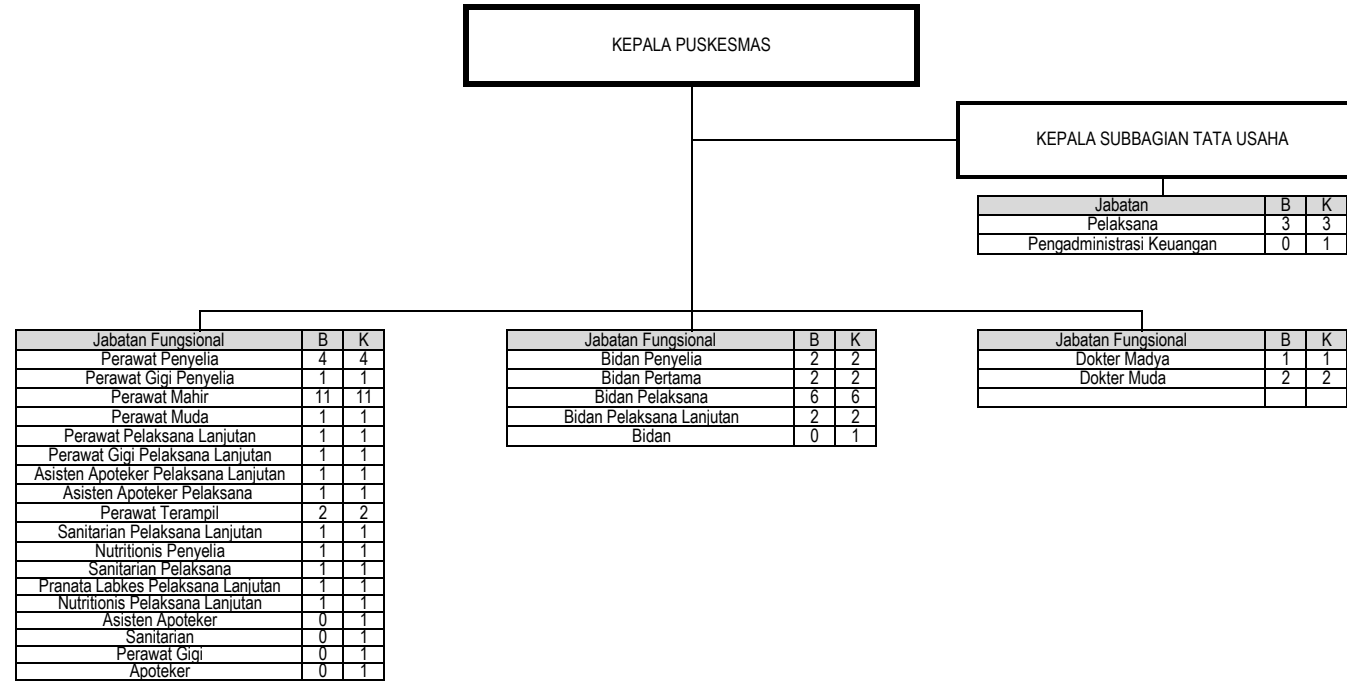 KEPALA PUSKESMAS
KEPALA SUBBAGIAN TATA USAHA
Jabatan B K
Pelaksana 3 3
Pengadministrasi Keuangan 0 1
Jabatan Fungsional B K
Perawat Penyelia 4 4
Perawat Gigi Penyelia 1 1
Perawat Mahir 11 11
Perawat Muda 1 1
Perawat Pelaksana Lanjutan 1 1
Perawat Gigi Pelaksana Lanjutan 1 1
Asisten Apoteker Pelaksana Lanjutan 1 1
Asisten Apoteker Pelaksana 1 1
Perawat Terampil 2 2
Sanitarian Pelaksana Lanjutan 1 1
Nutritionis Penyelia 1 1
Sanitarian Pelaksana 1 1
Pranata Labkes Pelaksana Lanjutan 1 1
Nutritionis Pelaksana Lanjutan 1 1
Asisten Apoteker 0 1
Sanitarian 0 1
Perawat Gigi 0 1
Apoteker 0 1
Jabatan Fungsional B K
Bidan Penyelia 2 2
Bidan Pertama 2 2
Bidan Pelaksana 6 6
Bidan Pelaksana Lanjutan 2 2
Bidan 0 1
Jabatan Fungsional B K
Dokter Madya 1 1
Dokter Muda 2 2